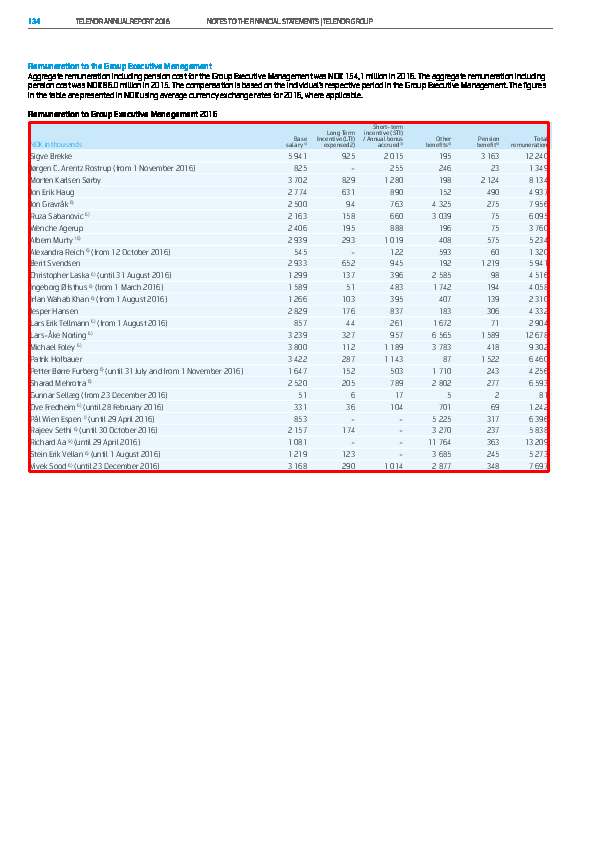 134 TELENOR ANNUAL REPORT 2016 NOTES TO THE FINANCIAL STATEMENTS | TELENOR GROUP
Remuneration to the Group Executive Management
Aggregate remuneration including pension cost for the Group Executive Management was NOK 154,1 million in 2016. The aggregate remuneration including
pension cost was NOK 86.0 million in 2015. The compensation is based on the individual's respective period in the Group Executive Management. The figures
in the table are presented in NOK using average currency exchange rates for 2016, where applicable.
Remuneration to Group Executive Management 2016
NOK in thousands Base salary Long Term Incentive (LTI) expensed 2) Short-term incentive (STI) / Annual bonus accrued Other benefits Pension benefit Total remuneration
Sigve Brekke 5 941 925 2 015 195 3 163 12 240
Jørgen C. Arentz Rostrup (from 1 November 2016) 825 – 255 246 23 1 349
Morten Karlsen Sørby 3 702 829 1 280 198 2 124 8 134
Jon Erik Haug 2 774 631 890 152 490 4 937
Jon Gravråk 6) 2 500 94 763 4 325 275 7 956
Ruza Sabanovic 6) 2 163 158 660 3 039 75 6 095
Wenche Agerup 2 406 195 888 196 75 3 760
Albern Murty 2 939 293 1 019 408 575 5 234
Alexandra Reich 6) (from 12 October 2016) 545 – 122 593 60 1 320
Berit Svendsen 2 933 652 945 192 1 219 5 941
Christopher Laska 6) (until 31 August 2016) 1 299 137 396 2 585 98 4 516
Ingeborg Øfsthus 6) (from 1 March 2016) 1 589 51 483 1 742 194 4 058
Irfan Wahab Khan 6) (from 1 August 2016) 1 266 103 395 407 139 2 310
Jesper Hansen 2 829 176 837 183 306 4 332
Lars Erik Tellmann 6) (from 1 August 2016) 857 44 261 1 672 71 2 904
Lars-Åke Norling 6) 3 239 327 957 6 565 1 589 12 678
Michael Foley 6) 3 800 112 1 189 3 783 418 9 302
Patrik Hofbauer 3 422 287 1 143 87 1 522 6 460
Petter Børre Furberg 6) (until 31 July and from 1 November 2016) 1 647 152 503 1 710 243 4 256
Sharad Mehrotra 6) 2 520 205 789 2 802 277 6 593
Gunnar Sellæg (from 23 December 2016) 51 6 17 5 2 81
Ove Fredheim 6) (until 28 February 2016) 331 36 104 701 69 1 242
Pål Wien Espen (until 29 April 2016) 853 – – 5 225 317 6 396
Rajeev Sethi 6) (until 30 October 2016) 2 157 174 – 3 270 237 5 838
Richard Aa (until 29 April 2016) 1 081 – – 11 764 363 13 209
Stein Erik Vellan 6) (until 1 August 2016) 1 219 123 – 3 685 245 5 273
Vivek Sood 6) (until 23 December 2016) 3 168 290 1 014 2 877 348 7 697